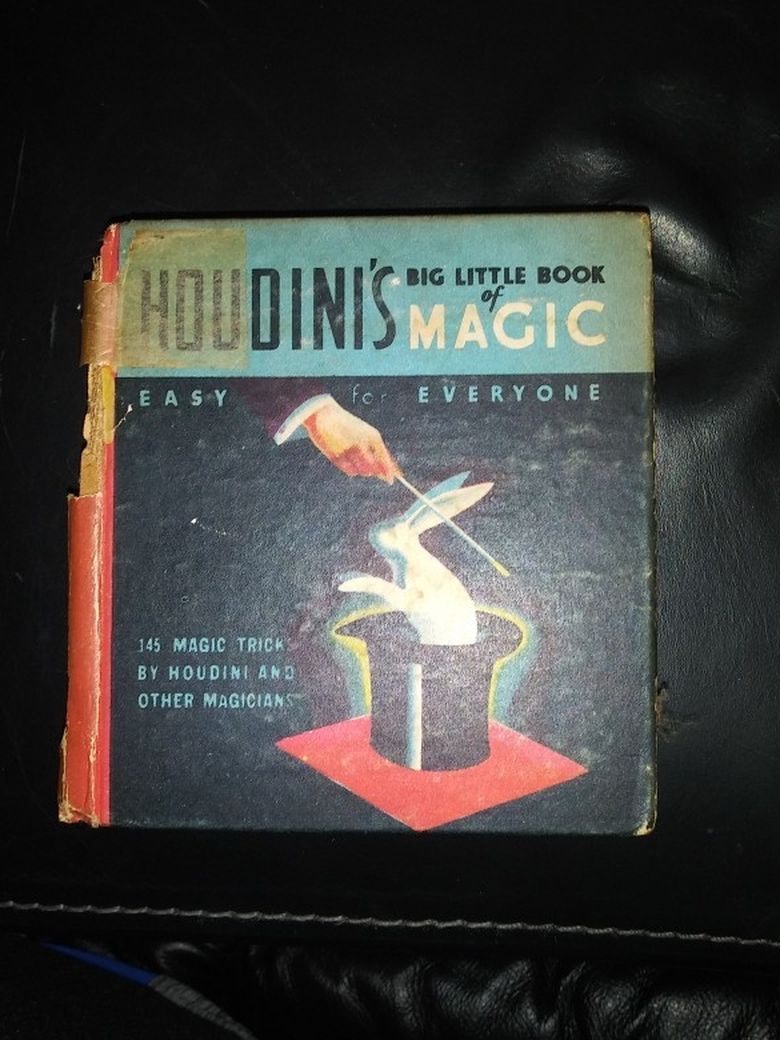 HOUDINI'S BIG LITTLE BOOK
of
MAGIC
EASY for EVERYONE
145 MAGIC TRICKS
BY HOUDINI AND
OTHER MAGICIANS